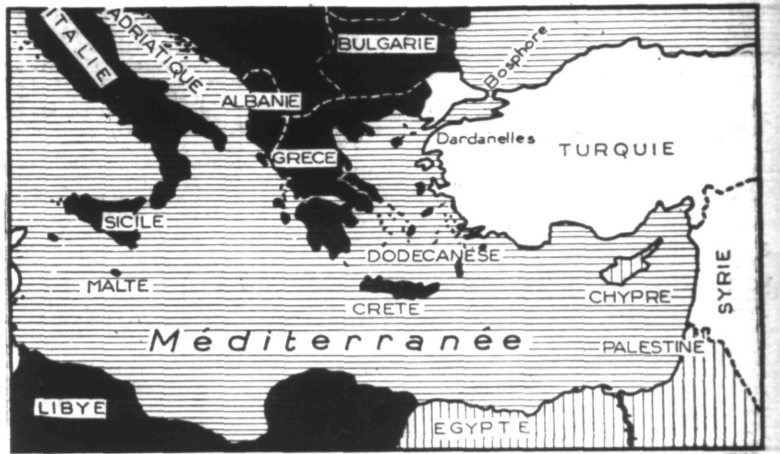 ITALIE
ADRIATIQUE
BULGARIE
Bosphore
ALBANIE
Dardanelles
TURQUIE
GRECE
SICILE
DODECANESE
MALTE
CHYPRE
SYRIE
CRETE
Méditerranée
PALESTINE
LIBYE
EGYPTE